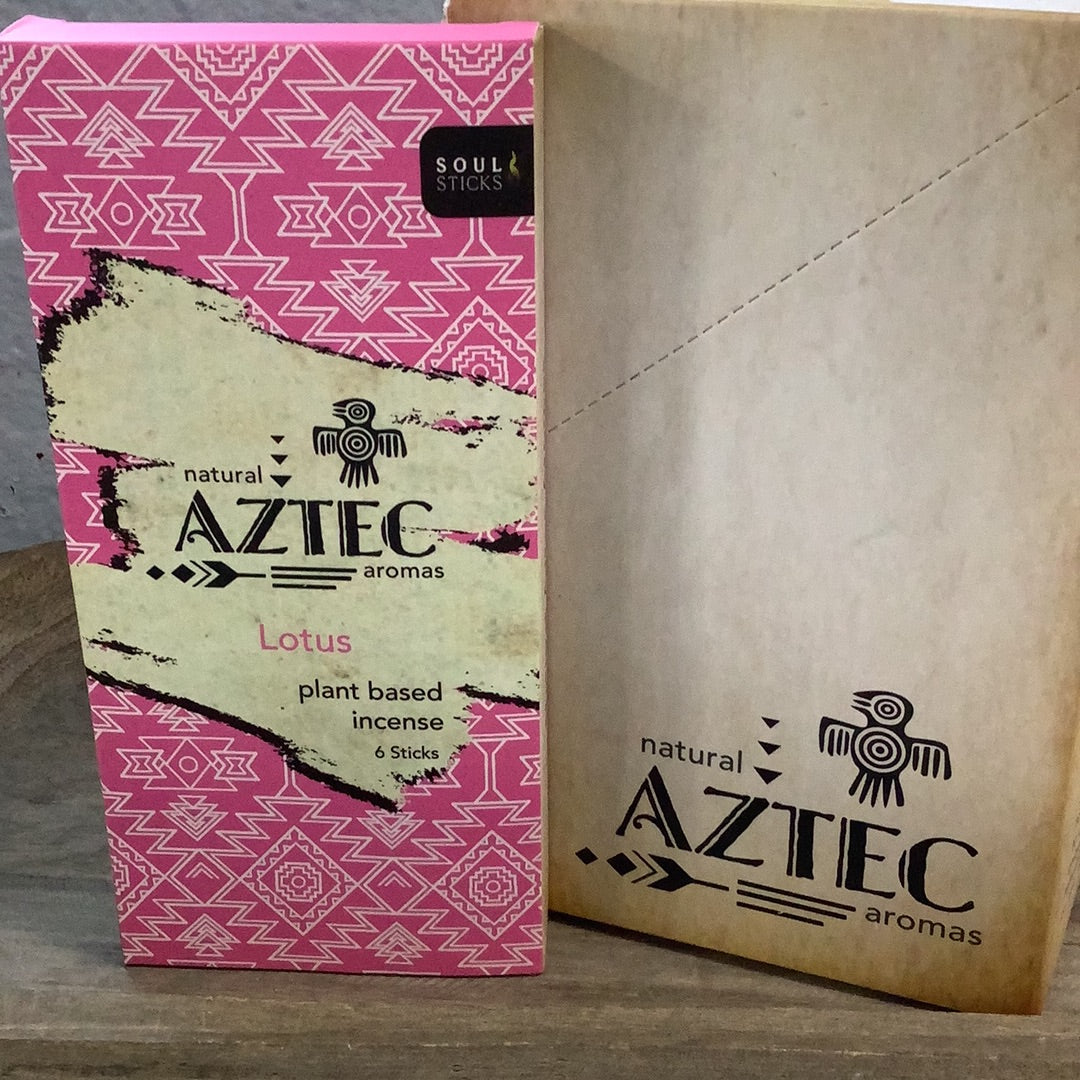 SOUL
STICKS
natural
AZTEC
aromas
Lotus
plant based
incense
6 Sticks
natural
AZTEC
aromas